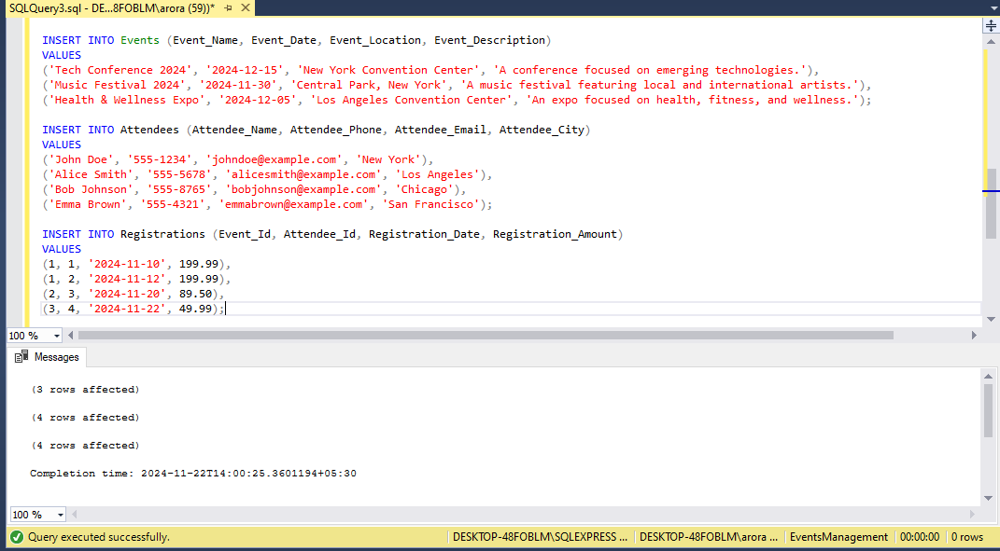 SQLQuery3.sql - DE...8FOBLM\arora (59))*
INSERT INTO Events (Event_Name, Event_Date, Event_Location, Event_Description)
VALUES
('Tech Conference 2024', '2024-12-15', 'New York Convention Center', 'A conference focused on emerging technologies.'),
('Music Festival 2024', '2024-11-30', 'Central Park, New York', 'A music festival featuring local and international artists.'),
('Health & Wellness Expo', '2024-12-05', 'Los Angeles Convention Center', 'An expo focused on health, fitness, and wellness.');
INSERT INTO Attendees (Attendee_Name, Attendee_Phone, Attendee_Email, Attendee_City)
VALUES
('John Doe', '555-1234', 'johndoe@example.com', 'New York'),
('Alice Smith', '555-5678', 'alicesmith@example.com', 'Los Angeles'),
('Bob Johnson', '555-8765', 'bobjohnson@example.com', 'Chicago'),
('Emma Brown', '555-4321', 'emmabrown@example.com', 'San Francisco');
INSERT INTO Registrations (Event_Id, Attendee_Id, Registration_Date, Registration_Amount)
VALUES
(1, 1, '2024-11-10', 199.99),
(1, 2, '2024-11-12', 199.99),
(2, 3, '2024-11-20', 89.50),
(3, 4, '2024-11-22', 49.99);
100 %
Messages
(3 rows affected)
(4 rows affected)
(4 rows affected)
Completion time: 2024-11-22T14:00:25.3601194+05:30
100 %
Query executed successfully. DESKTOP-48FOBLM\SQLEXPRESS ... DESKTOP-48FOBLM\arora ... EventsManagement 00:00:00 0 rows